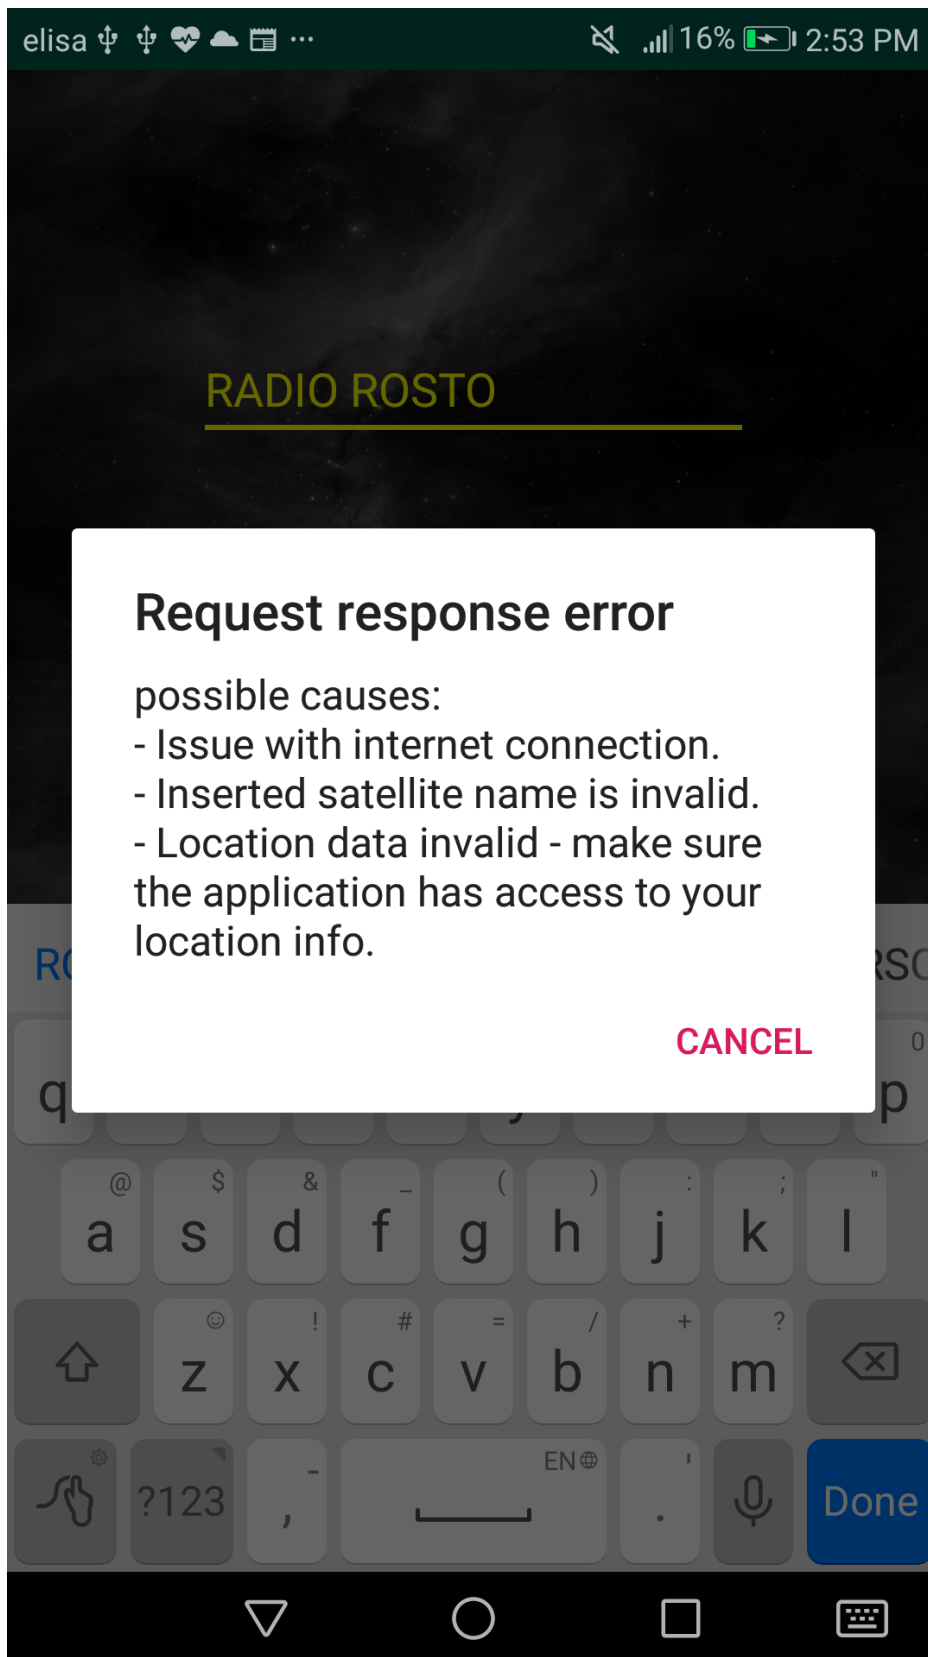 elisa ... 16% 2:53 PM
RADIO ROSTO
Request response error
possible causes:
- Issue with internet connection.
- Inserted satellite name is invalid.
- Location data invalid - make sure
the application has access to your
location info.
CANCEL
0
q p
@ $ & _ ( ) : ; "
a s d f g h j k l
! # = / + ?
z x c v b n m
- EN '
?123 , . Done